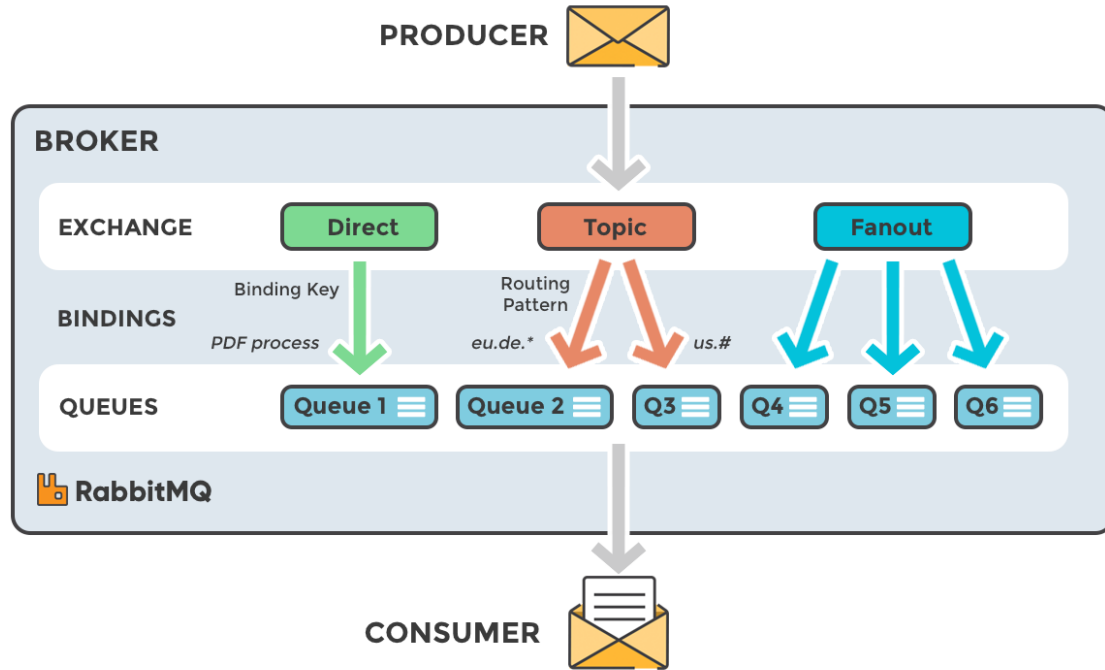 PRODUCER
BROKER
EXCHANGE
Direct
Topic
Fanout
Binding Key
Routing
Pattern
BINDINGS
PDF process
eu.de.*
us.#
QUEUES
Queue 1
Queue 2
Q3
Q4
Q5
Q6
RabbitMQ
CONSUMER